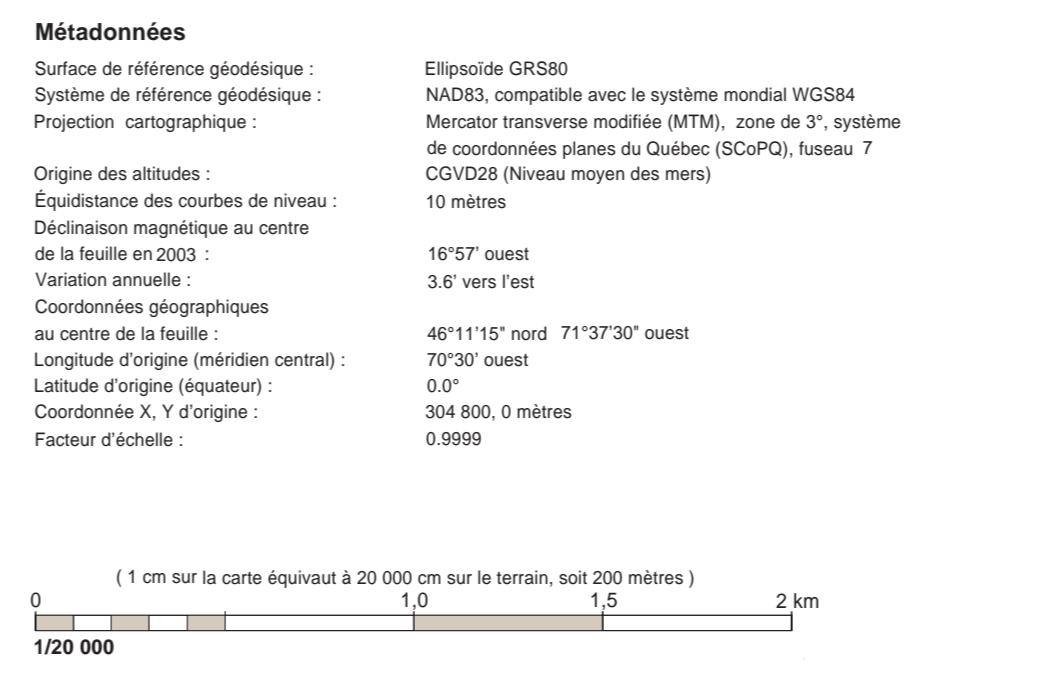 Métadonnées
Surface de référence géodésique : Ellipsoïde GRS80
Système de référence géodésique : NAD83, compatible avec le système mondial WGS84
Projection cartographique : Mercator transverse modifiée (MTM), zone de 3°, système
de coordonnées planes du Québec (SCoPQ), fuseau 7
Origine des altitudes : CGVD28 (Niveau moyen des mers)
Équidistance des courbes de niveau : 10 mètres
Déclinaison magnétique au centre
de la feuille en 2003 : 16°57’ ouest
Variation annuelle : 3.6’ vers l’est
Coordonnées géographiques
au centre de la feuille : 46°11’15" nord 71°37’30" ouest
Longitude d’origine (méridien central) : 70°30’ ouest
Latitude d’origine (équateur) : 0.0°
Coordonnée X, Y d’origine : 304 800, 0 mètres
Facteur d’échelle : 0.9999
( 1 cm sur la carte équivaut à 20 000 cm sur le terrain, soit 200 mètres )
0 1,0 1,5 2 km
1/20 000